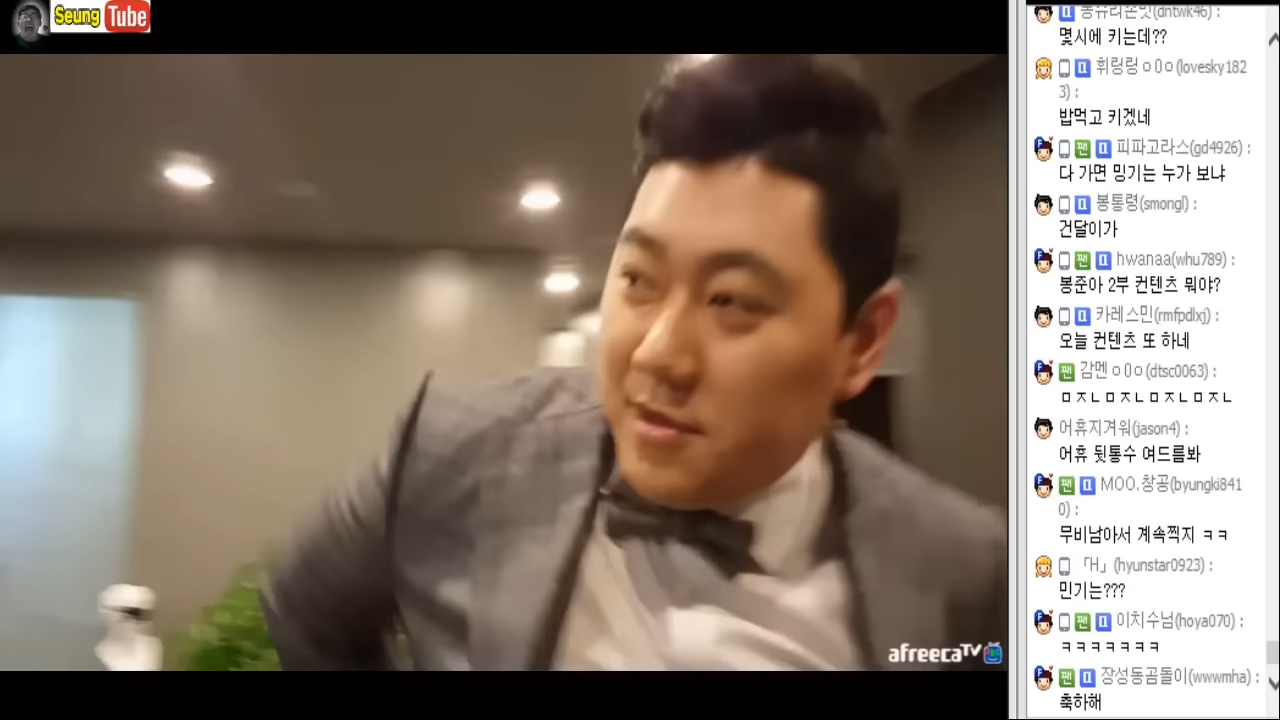 Seung Tube
afreecaTV
몇시에 키는데??
휘링링ㅇ0ㅇ(lovesky182
3) :
밥먹고 키겠네
피파고라스(gd4926) :
다 가면 밍기는 누가 보냐
봉통령(smongl) :
건달이가
hwanaa(whu789) :
봉준아 2부 컨텐츠 뭐야?
카레스민(rmfpdlxj) :
오늘 컨텐츠 또 하네
팬 감멘ㅇ0ㅇ(dtsc0063) :
ㅁㅈㄴㅁㅈㄴㅁㅈㄴㅁㅈㄴ
어휴지겨워(jason4) :
어휴 뒷통수 여드름봐
팬 MOO.창공(byungki841
0) :
무비남아서 계속찍지 ㅋㅋ
「H」(hyunstar0923) :
민기는???
팬 이치수님(hoya070) :
ㅋㅋㅋㅋㅋㅋㅋ
팬 장성동곰돌이(wwwmha) :
축하해